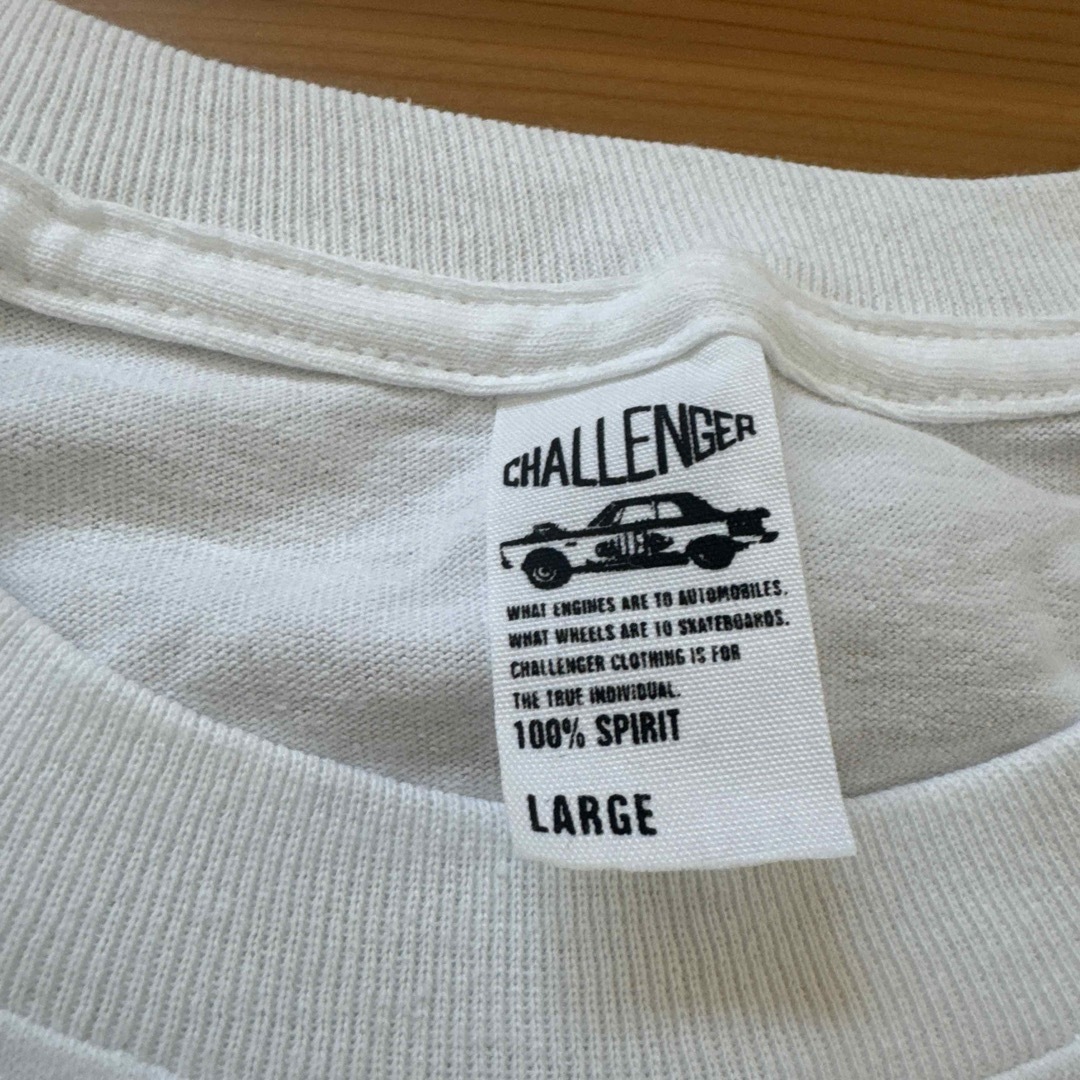 CHALLENGER
WHAT ENGINES ARE TO AUTOMOBILES.
WHAT WHEELS ARE TO SKATEBOARDS.
CHALLENGER CLOTHING IS FOR
THE TRUE INDIVIDUAL.
100% SPIRIT
LARGE